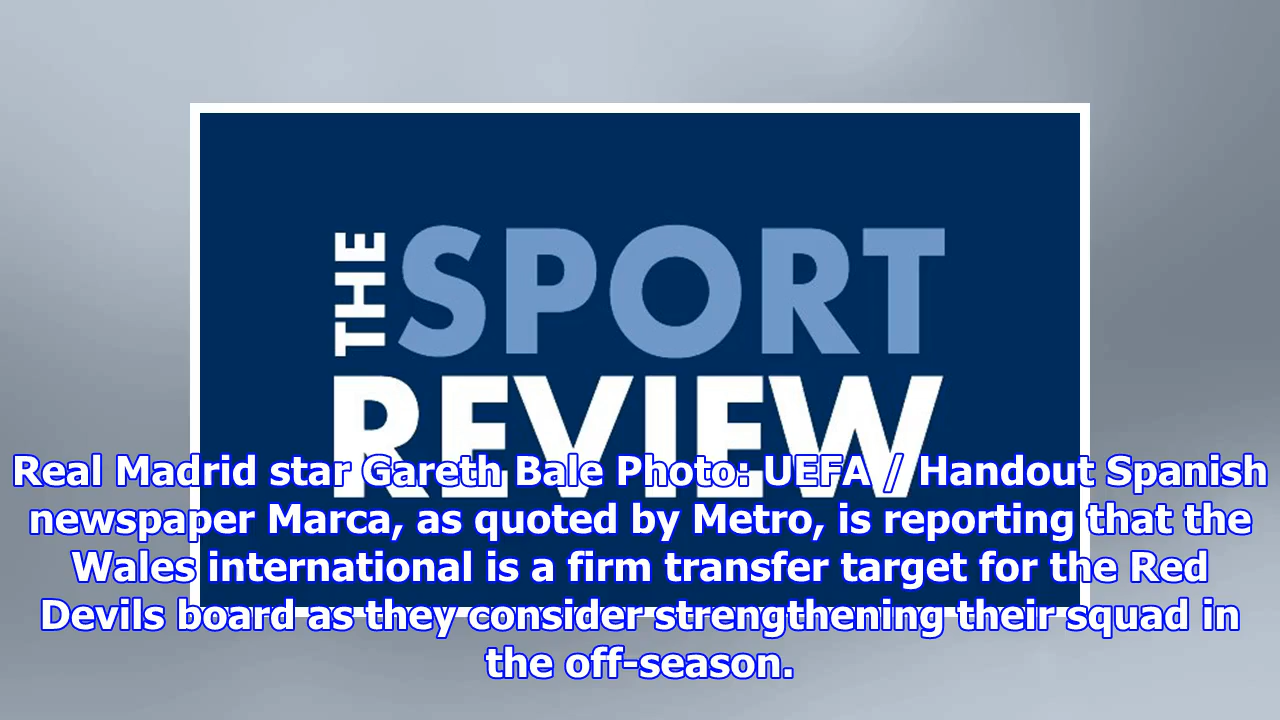 THE
SPORT
REVIEW
Real Madrid star Gareth Bale Photo: UEFA / Handout Spanish
newspaper Marca, as quoted by Metro, is reporting that the
Wales international is a firm transfer target for the Red
Devils board as they consider strengthening their squad in
the off-season.